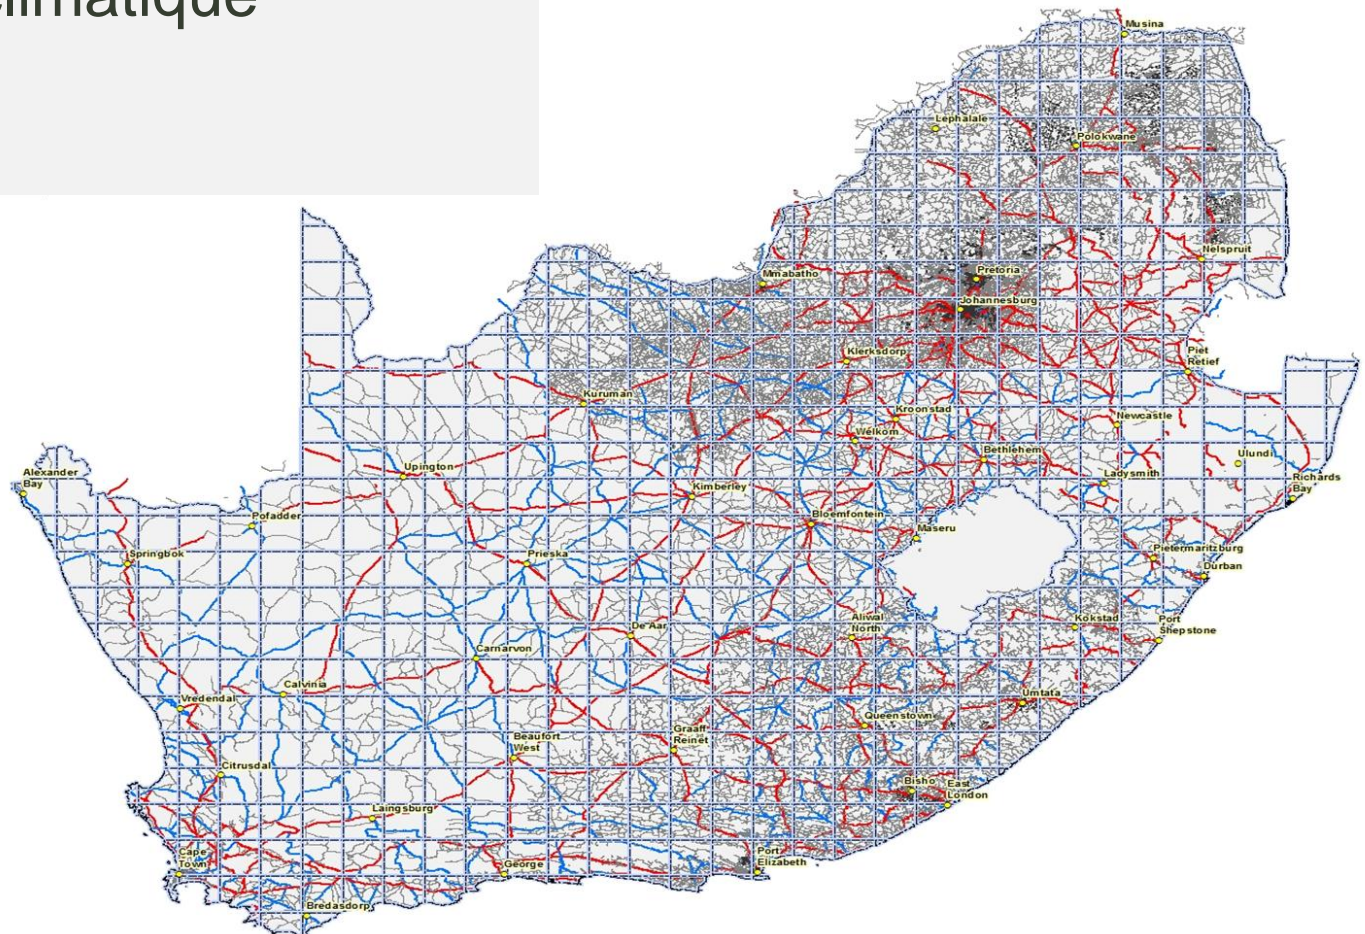 climatique
Musina
Lephalale
Polokwane
Nelspruit
Mmabatho
Pretoria
Johannesburg
Klerksdorp
Piet
Retief
Kuruman
Kroonstad
Newcastle
Welkom
Bethlehem
Ulundi
Upington
Ladysmith
Alexander
Bay
Richards
Bay
Kimberley
Pofadder
Bloemfontein
Maseru
Springbok
Prieska
Pietermaritzburg
Durban
De Aar
Aliwal
North
Kokstad
Port
Shepstone
Carnarvon
Calvinia
Vredendal
Umtata
Queenstown
Graaff
Reinet
Beaufort
West
Citrusdal
Bisho
East
London
Laingsburg
Cape
Town
George
Port
Elizabeth
Bredasdorp